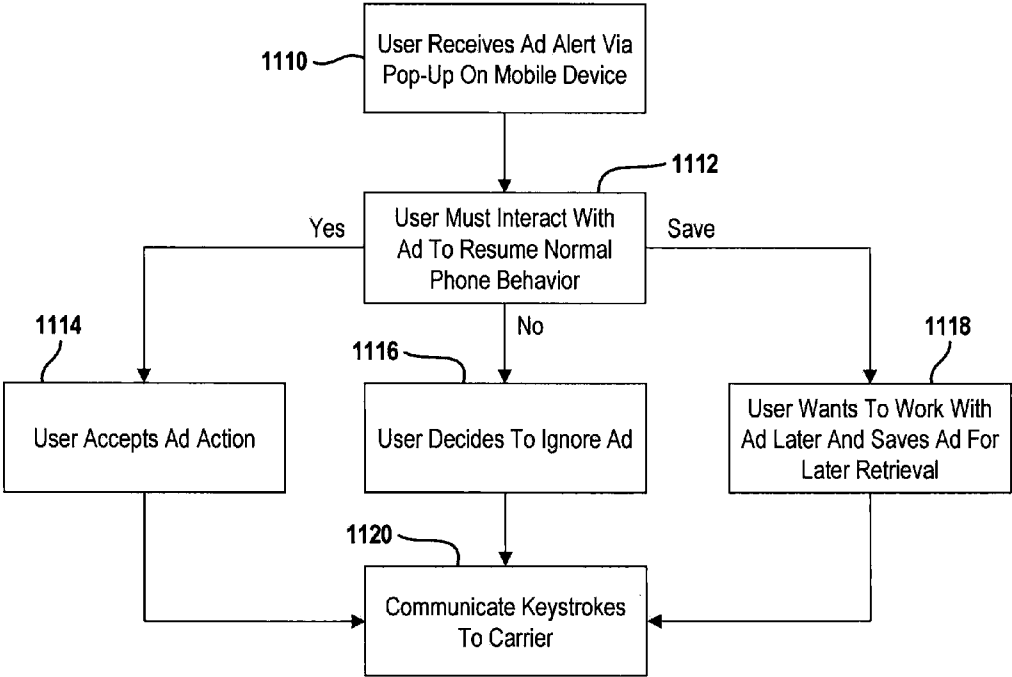 1110
User Receives Ad Alert Via
Pop-Up On Mobile Device
1112
User Must Interact With
Ad To Resume Normal
Phone Behavior
Yes
Save
No
1114
User Accepts Ad Action
1116
User Decides To Ignore Ad
1118
User Wants To Work With
Ad Later And Saves Ad For
Later Retrieval
1120
Communicate Keystrokes
To Carrier